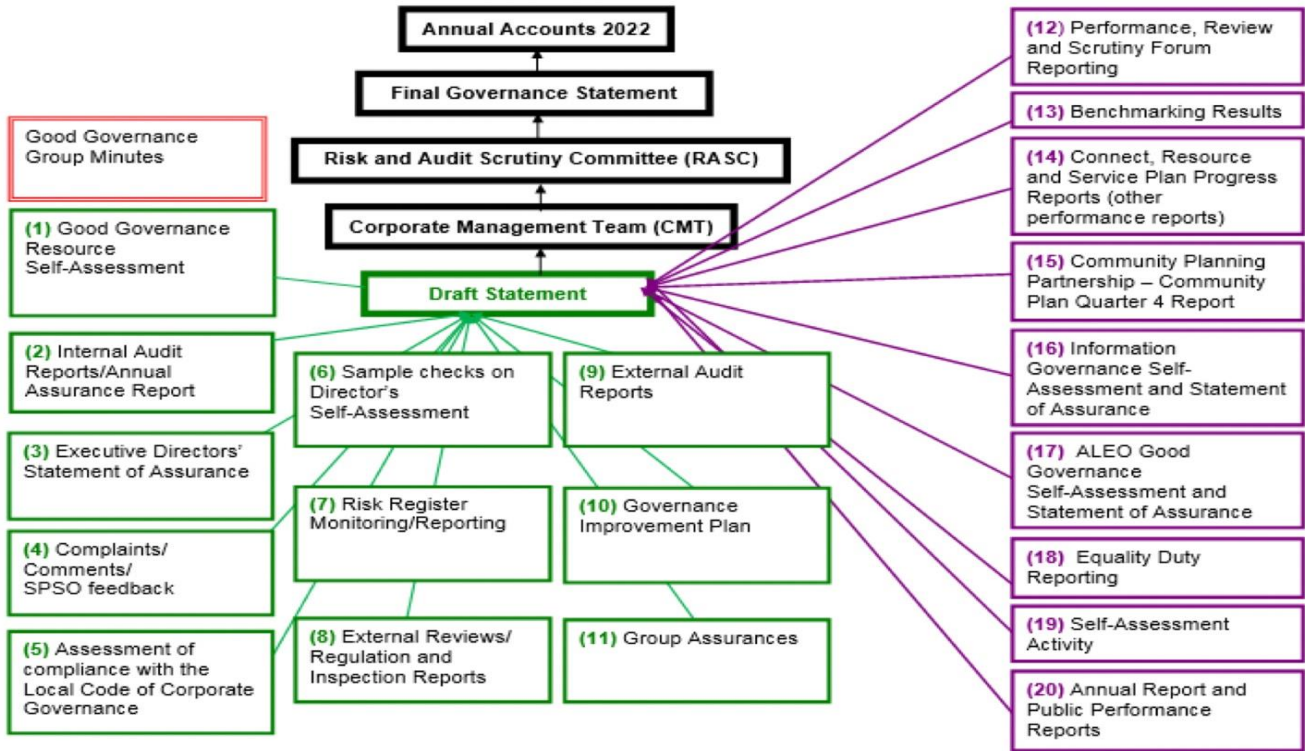 Annual Accounts 2022
Final Governance Statement
Risk and Audit Scrutiny Committee (RASC)
Corporate Management Team (CMT)
Draft Statement
Good Governance
Group Minutes
(1) Good Governance
Resource
Self-Assessment
(2) Internal Audit
Reports/Annual
Assurance Report
(3) Executive Directors’
Statement of Assurance
(4) Complaints/
Comments/
SPSO feedback
(5) Assessment of
compliance with the
Local Code of Corporate
Governance
(6) Sample checks on
Director’s
Self-Assessment
(7) Risk Register
Monitoring/Reporting
(8) External Reviews/
Regulation and
Inspection Reports
(9) External Audit
Reports
(10) Governance
Improvement Plan
(11) Group Assurances
(12) Performance, Review
and Scrutiny Forum
Reporting
(13) Benchmarking Results
(14) Connect, Resource
and Service Plan Progress
Reports (other
performance reports)
(15) Community Planning
Partnership – Community
Plan Quarter 4 Report
(16) Information
Governance Self-
Assessment and Statement
of Assurance
(17) ALEO Good
Governance
Self-Assessment and
Statement of Assurance
(18) Equality Duty
Reporting
(19) Self-Assessment
Activity
(20) Annual Report and
Public Performance
Reports